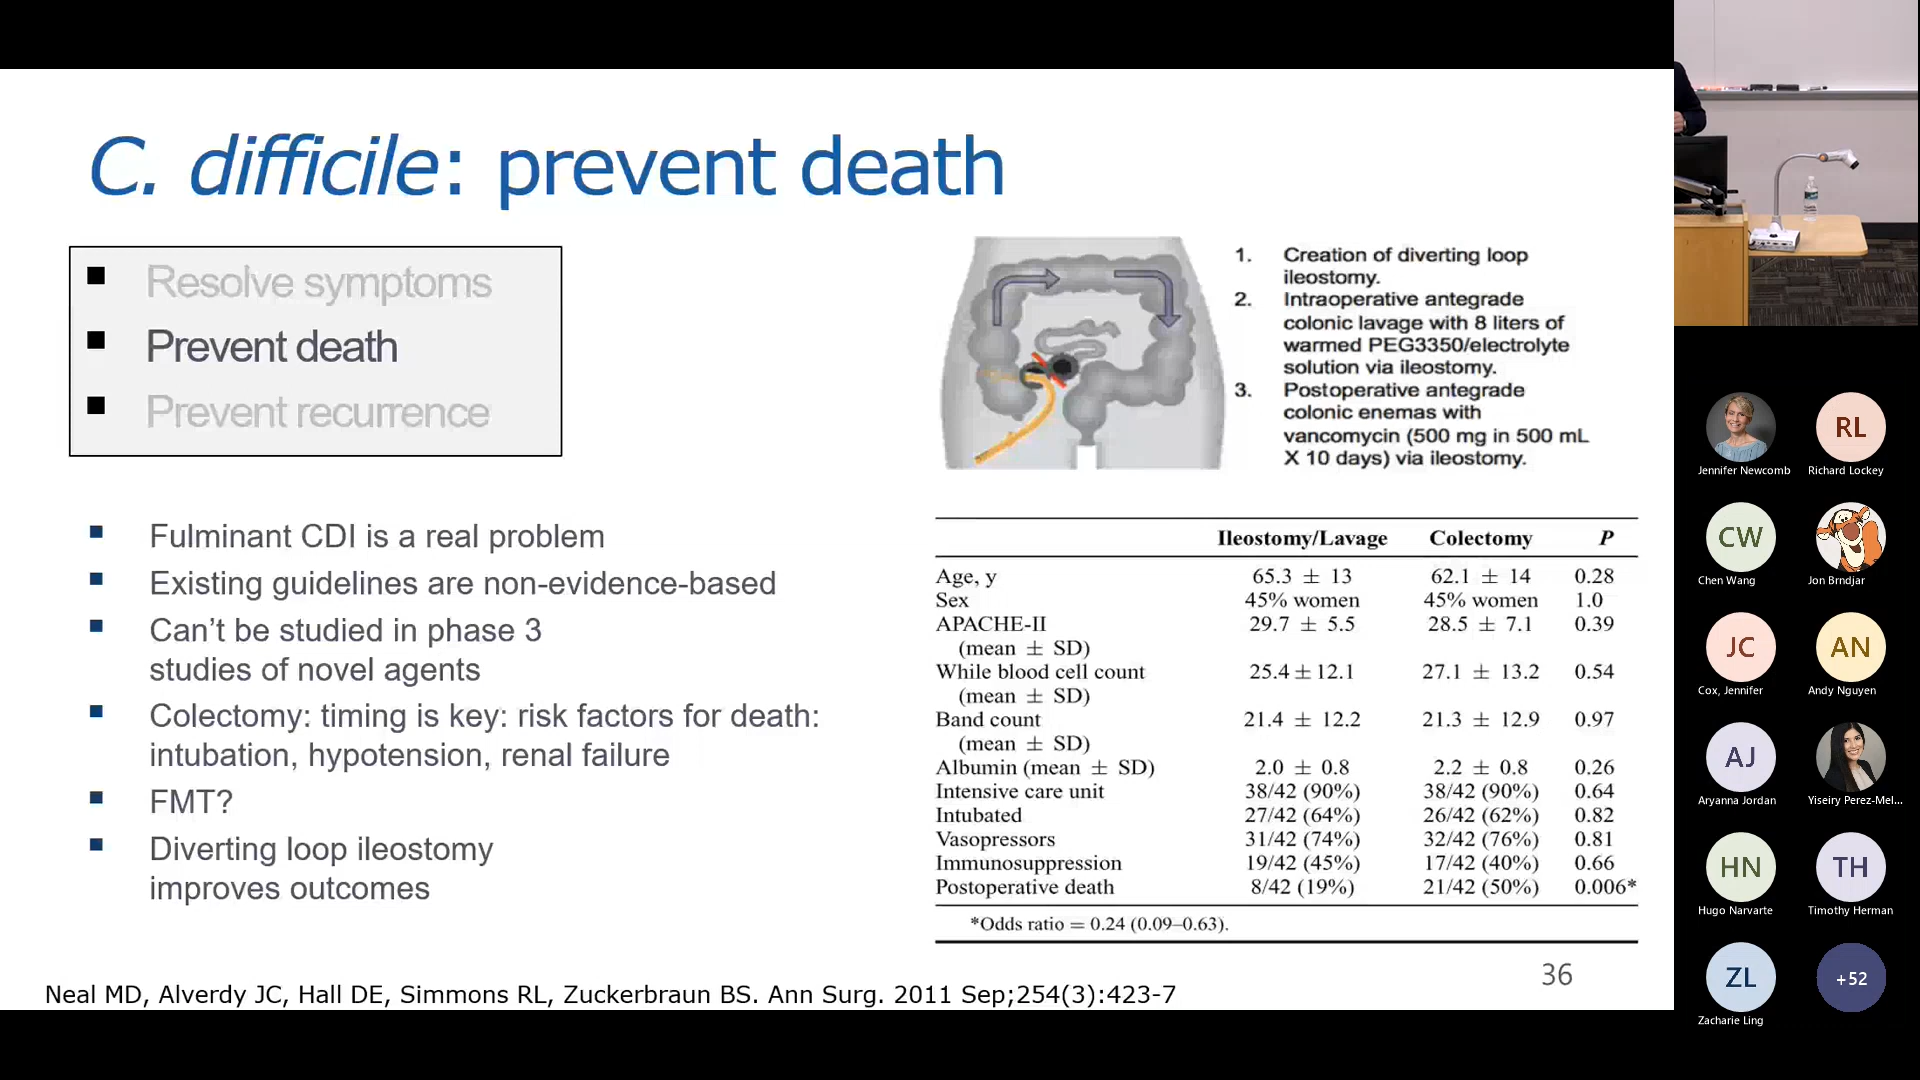 C. difficile: prevent death
Resolve symptoms
Prevent death
Prevent recurrence
Fulminant CDI is a real problem
Existing guidelines are non-evidence-based
Can't be studied in phase 3
studies of novel agents
Colectomy: timing is key: risk factors for death:
intubation, hypotension, renal failure
FMT?
Diverting loop ileostomy
improves outcomes
1. Creation of diverting loop
ileostomy.
2. Intraoperative antegrade
colonic lavage with 8 liters of
warmed PEG3350/electrolyte
solution via ileostomy.
3. Postoperative antegrade
colonic enemas with
vancomycin (500 mg in 500 mL
X 10 days) via ileostomy.
Ileostomy/Lavage Colectomy P
Age, y 65.3 ± 13 62.1 ± 14 0.28
Sex 45% women 45% women 1.0
APACHE-II 29.7 ± 5.5 28.5 ± 7.1 0.39
(mean ± SD)
While blood cell count 25.4 ± 12.1 27.1 ± 13.2 0.54
(mean ± SD)
Band count 21.4 ± 12.2 21.3 ± 12.9 0.97
(mean ± SD)
Albumin (mean ± SD) 2.0 ± 0.8 2.2 ± 0.8 0.26
Intensive care unit 38/42 (90%) 38/42 (90%) 0.64
Intubated 27/42 (64%) 26/42 (62%) 0.82
Vasopressors 31/42 (74%) 32/42 (76%) 0.81
Immunosuppression 19/42 (45%) 17/42 (40%) 0.66
Postoperative death 8/42 (19%) 21/42 (50%) 0.006*
*Odds ratio = 0.24 (0.09–0.63).
36
Neal MD, Alverdy JC, Hall DE, Simmons RL, Zuckerbraun BS. Ann Surg. 2011 Sep;254(3):423-7
RL
Jennifer Newcomb Richard Lockey
CW
Chen Wang Jon Brndjar
JC AN
Cox, Jennifer Andy Nguyen
AJ
Aryanna Jordan Yiseiry Perez-Mel...
HN TH
Hugo Narvarte Timothy Herman
ZL +52
Zacharie Ling